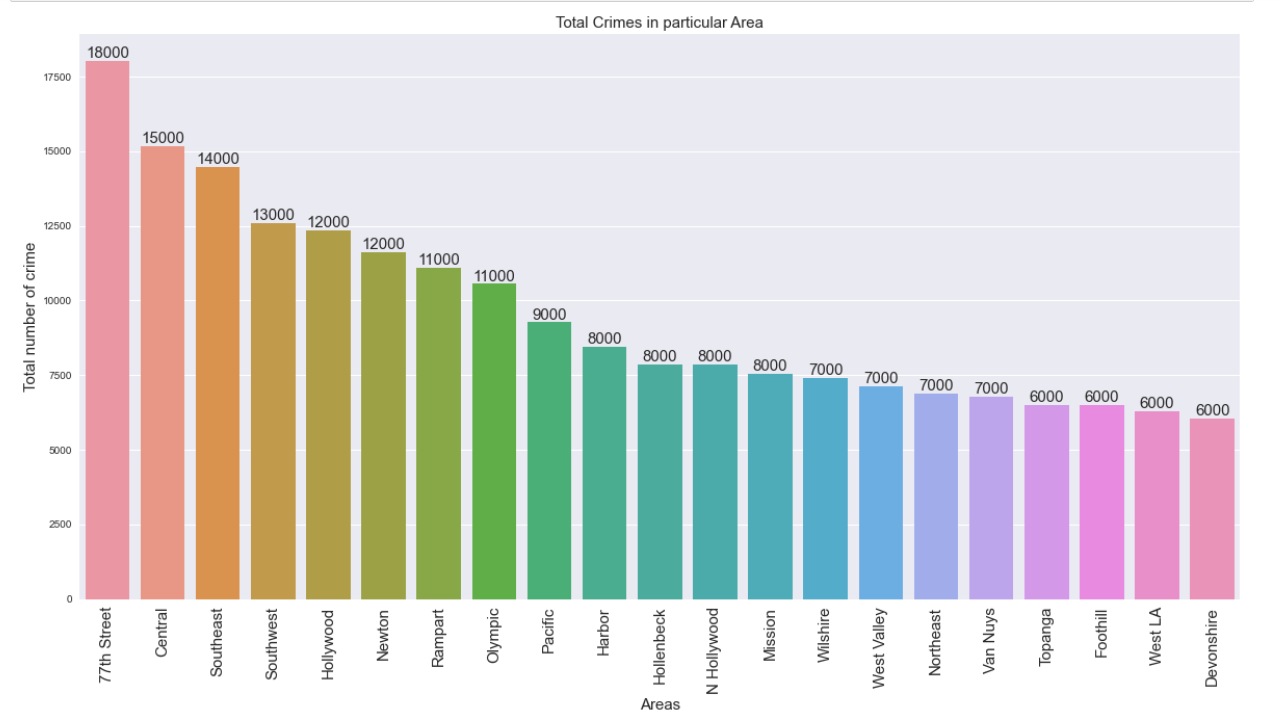 Total Crimes in particular Area
18000
15000
14000
13000
12000
12000
11000
11000
9000
8000
8000
8000
8000
7000
7000
7000
7000
6000
6000
6000
6000
17500
15000
12500
10000
7500
5000
2500
0
Total number of crime
77th Street
Central
Southeast
Southwest
Hollywood
Newton
Rampart
Olympic
Pacific
Harbor
Hollenbeck
N Hollywood
Mission
Wilshire
West Valley
Northeast
Van Nuys
Topanga
Foothill
West LA
Devonshire
Areas